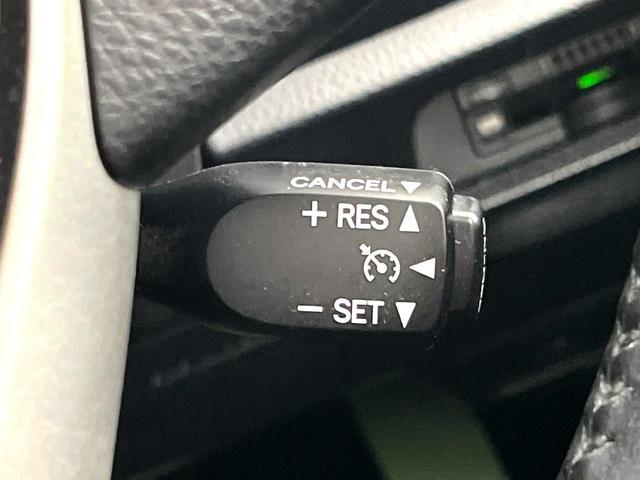 CANCEL ▼
+ RES ▲
◀
− SET ▼